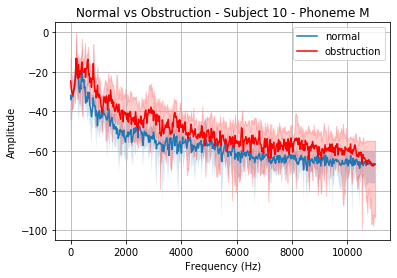 Normal vs Obstruction - Subject 10 - Phoneme M
normal
obstruction
Amplitude
0
−20
−40
−60
−80
−100
0
2000
4000
6000
8000
10000
Frequency (Hz)